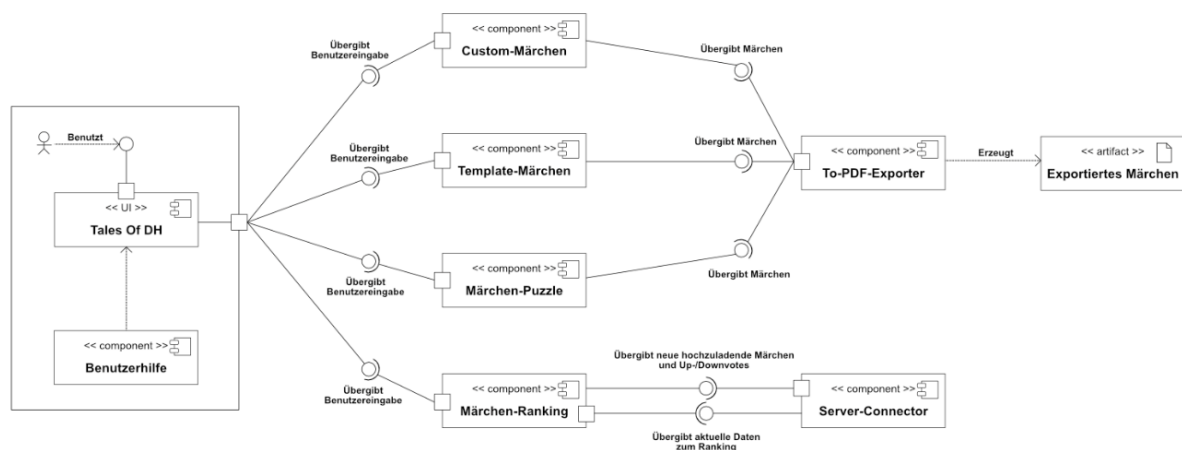 Benutzt
<< UI >>
Tales Of DH
<< component >>
Benutzerhilfe
Übergibt
Benutzereingabe
Übergibt
Benutzereingabe
Übergibt
Benutzereingabe
Übergibt
Benutzereingabe
<< component >>
Custom-Märchen
<< component >>
Template-Märchen
<< component >>
Märchen-Puzzle
<< component >>
Märchen-Ranking
Übergibt Märchen
Übergibt Märchen
Übergibt Märchen
Übergibt neue hochzuladende Märchen
und Up-/Downvotes
Übergibt aktuelle Daten
zum Ranking
<< component >>
To-PDF-Exporter
<< component >>
Server-Connector
Erzeugt
<< artifact >>
Exportiertes Märchen